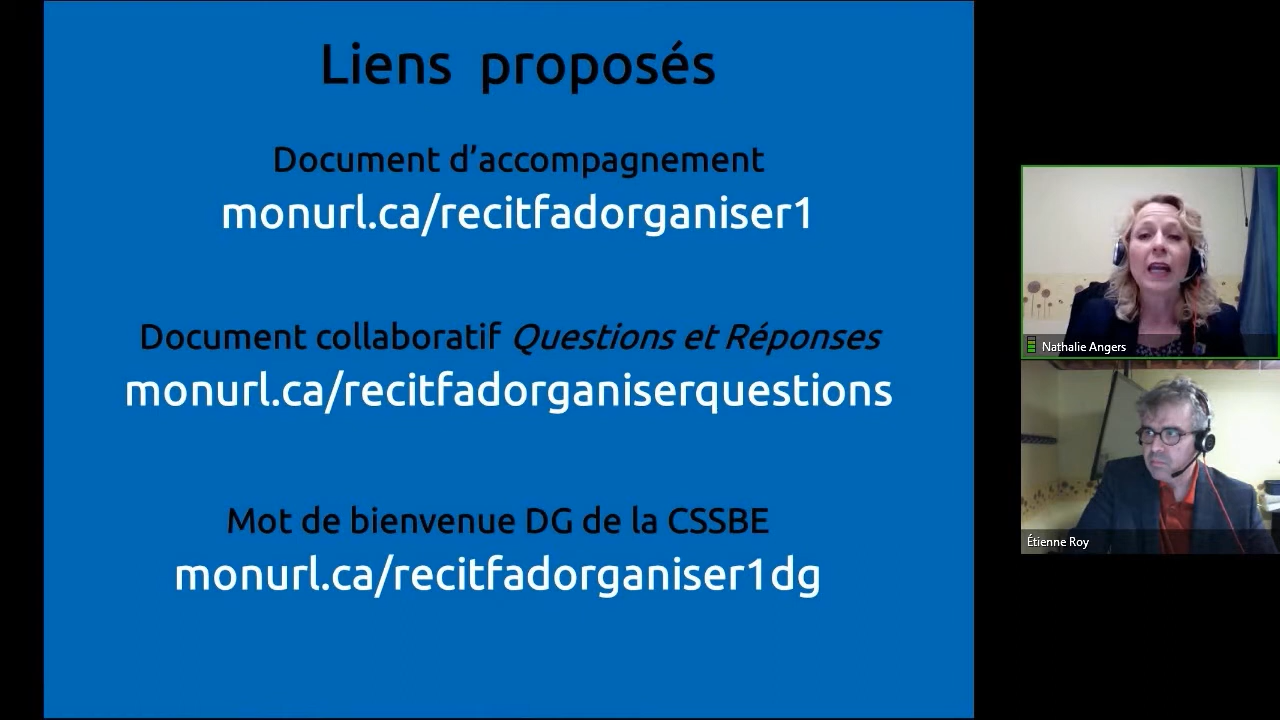 Liens proposés
Document d’accompagnement
monurl.ca/recitfadorganiser1
Document collaboratif Questions et Réponses
monurl.ca/recitfadorganiserquestions
Mot de bienvenue DG de la CSSBE
monurl.ca/recitfadorganiser1dg
Nathalie Angers
Étienne Roy